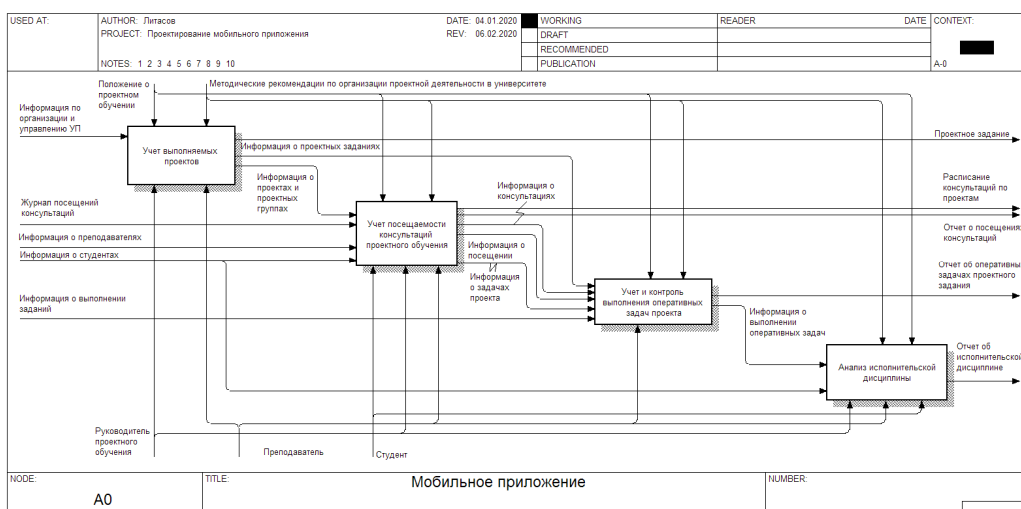 USED AT:
AUTHOR: Литасов
DATE: 04.01.2020
WORKING
READER
DATE
CONTEXT:
PROJECT: Проектирование мобильного приложения
REV: 06.02.2020
DRAFT
RECOMMENDED
NOTES: 1 2 3 4 5 6 7 8 9 10
PUBLICATION
A-0
Положение о
проектном
обучении
Методические рекомендации по организации проектной деятельности в университете
Информация по
организации и
управлению УП
Учет выполняемых
проектов
Информация о проектных заданиях
Проектное задание
Информация о
проектах и
проектных
группах
Информация о
консультациях
Расписание
консультаций по
проектам
Журнал посещений
консультаций
Учет посещаемости
консультаций
проектного обучения
Отчет о посещениях
консультаций
Информация о преподавателях
Информация о студентах
Информация о
посещении
Информация
о задачах
проекта
Отчет об оперативны
задачах проектного
задания
Учет и контроль
выполнения оперативных
задач проекта
Информация о выполнении
заданий
Информация о
выполнении
оперативных задач
Отчет об
исполнительской
дисциплине
Анализ исполнительской
дисциплины
Руководитель
проектного
обучения
Преподаватель
Студент
NODE:
TITLE:
NUMBER:
A0
Мобильное приложение